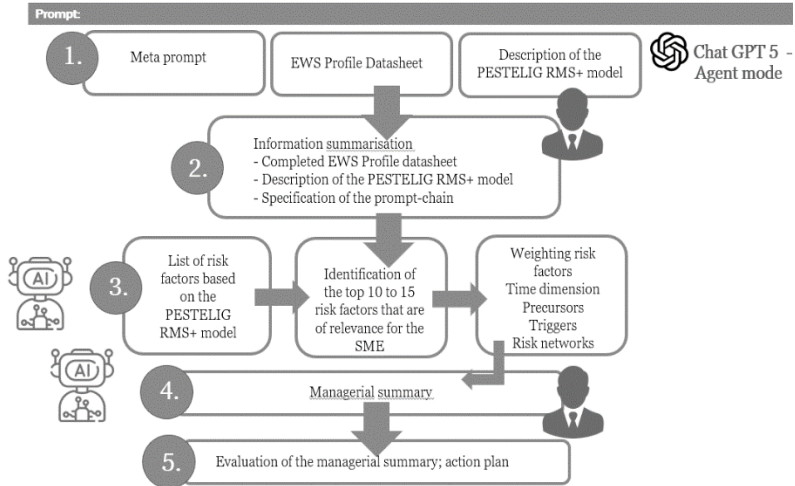 Prompt:
1.
Meta prompt
EWS Profile Datasheet
Description of the
PESTELIG RMS+ model
Chat GPT 5 -
Agent mode
2.
Information summarisation
- Completed EWS Profile datasheet
- Description of the PESTELIG RMS+ model
- Specification of the prompt-chain
AI
3.
List of risk
factors based
on the
PESTELIG
RMS+ model
Identification of
the top 10 to 15
risk factors that are
of relevance for the
SME
Weighting risk
factors
Time dimension
Precursors
Triggers
Risk networks
AI
4.
Managerial summary
5.
Evaluation of the managerial summary; action plan